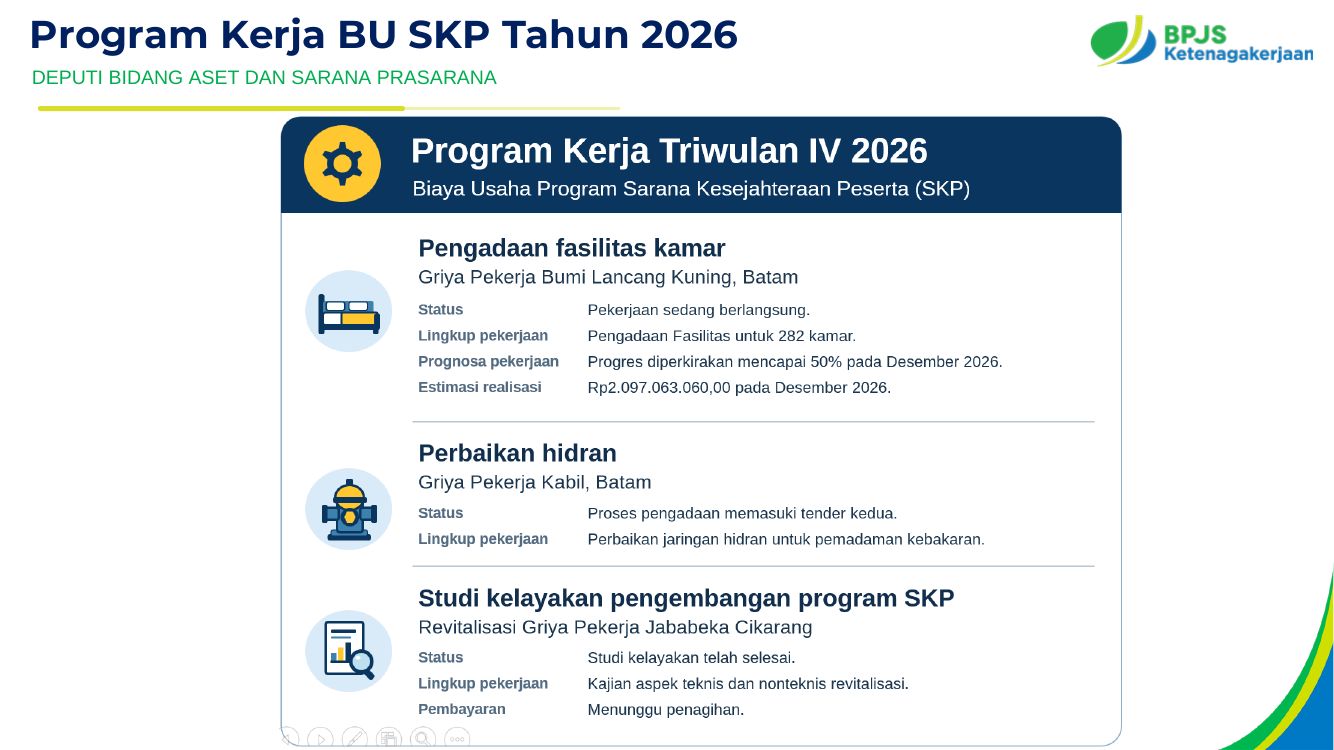 Program Kerja BU SKP Tahun 2026
DEPUTI BIDANG ASET DAN SARANA PRASARANA
BPJS
Ketenagakerjaan
Program Kerja Triwulan IV 2026
Biaya Usaha Program Sarana Kesejahteraan Peserta (SKP)
Pengadaan fasilitas kamar
Griya Pekerja Bumi Lancang Kuning, Batam
Status Pekerjaan sedang berlangsung.
Lingkup pekerjaan Pengadaan Fasilitas untuk 282 kamar.
Prognosa pekerjaan Progres diperkirakan mencapai 50% pada Desember 2026.
Estimasi realisasi Rp2.097.063.060,00 pada Desember 2026.
Perbaikan hidran
Griya Pekerja Kabil, Batam
Status Proses pengadaan memasuki tender kedua.
Lingkup pekerjaan Perbaikan jaringan hidran untuk pemadaman kebakaran.
Studi kelayakan pengembangan program SKP
Revitalisasi Griya Pekerja Jababeka Cikarang
Status Studi kelayakan telah selesai.
Lingkup pekerjaan Kajian aspek teknis dan nonteknis revitalisasi.
Pembayaran Menunggu penagihan.